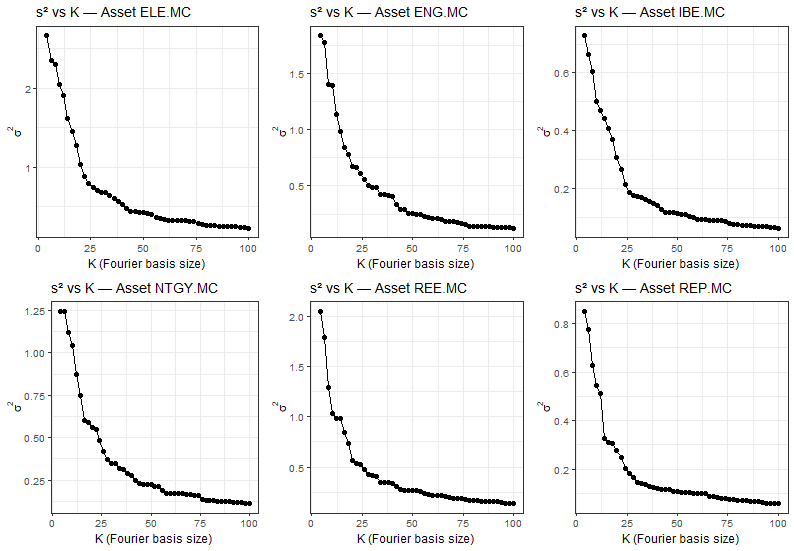 s² vs K — Asset ELE.MC
2
1
σ²
0
25
50
75
100
K (Fourier basis size)
s² vs K — Asset ENG.MC
1.5
1.0
0.5
σ²
0
25
50
75
100
K (Fourier basis size)
s² vs K — Asset IBE.MC
0.6
0.4
0.2
σ²
0
25
50
75
100
K (Fourier basis size)
s² vs K — Asset NTGY.MC
1.25
1.00
0.75
0.50
0.25
σ²
0
25
50
75
100
K (Fourier basis size)
s² vs K — Asset REE.MC
2.0
1.5
1.0
0.5
σ²
0
25
50
75
100
K (Fourier basis size)
s² vs K — Asset REP.MC
0.8
0.6
0.4
0.2
σ²
0
25
50
75
100
K (Fourier basis size)